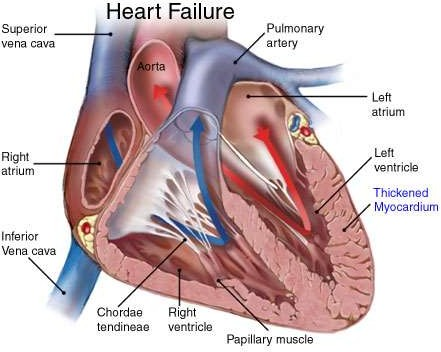 Heart Failure
Superior
vena cava
Pulmonary
artery
Aorta
Left
atrium
Right
atrium
Left
ventricle
Thickened
Myocardium
Inferior
Vena cava
Chordae
tendineae
Right
ventricle
Papillary muscle